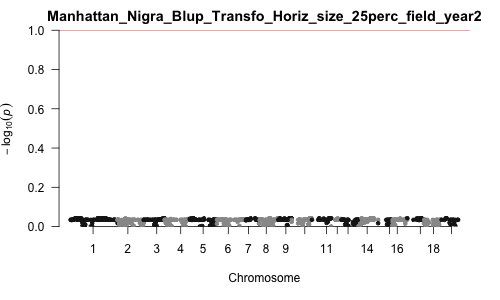 Manhattan_Nigra_Blup_Transfo_Horiz_size_25perc_field_year2
1.0
0.8
0.6
0.4
0.2
0.0
− log10(p)
1 2 3 4 5 6 7 8 9 11 14 16 18
Chromosome